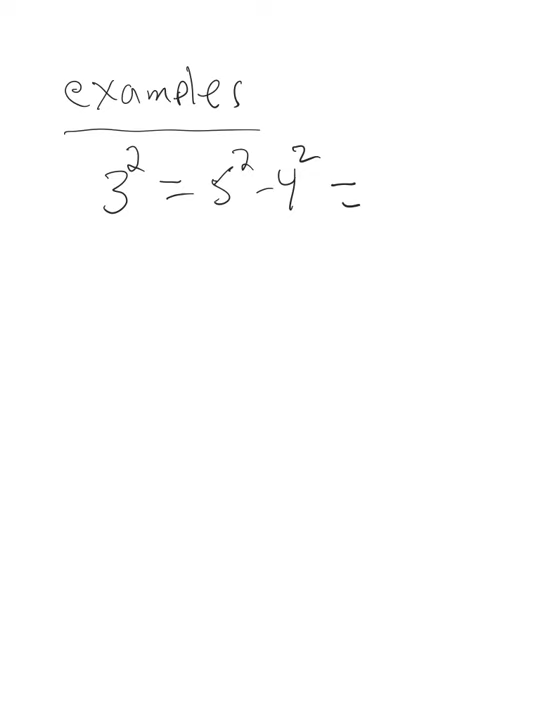 examples
3² = 5² - 4² =